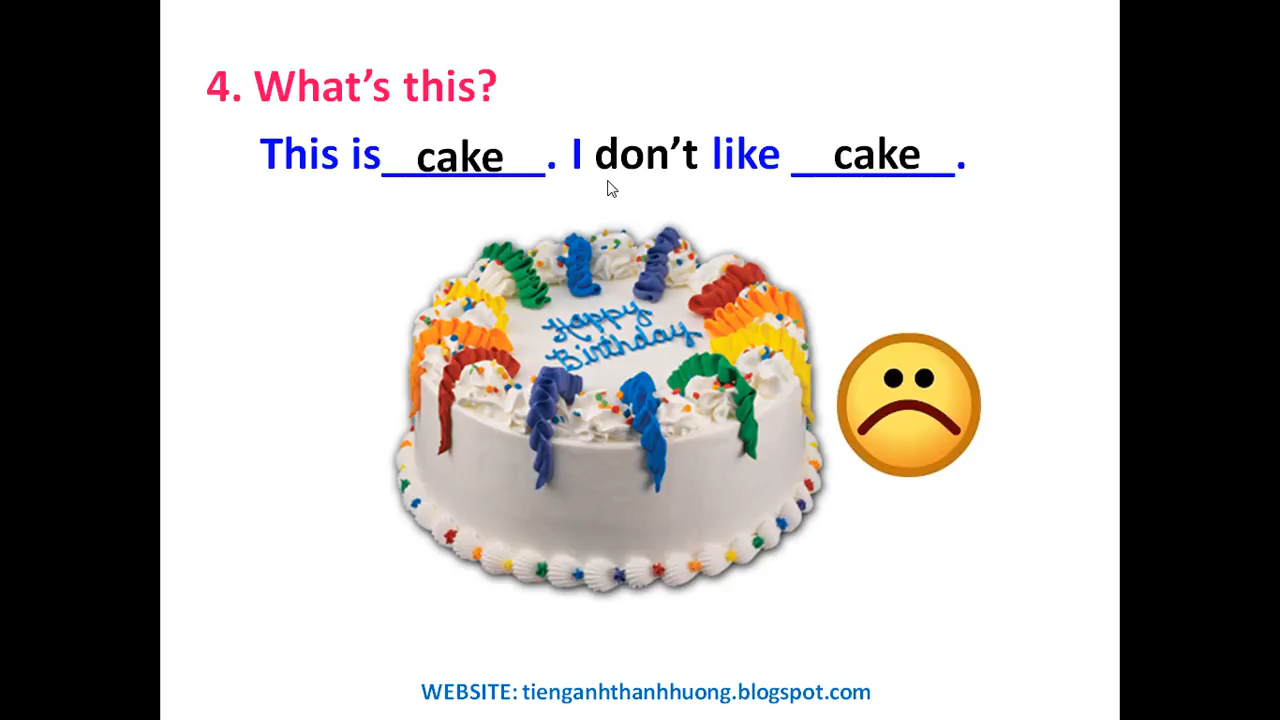 4. What’s this?
This is cake. I don’t like cake.
Happy
Birthday
WEBSITE: tienganhthanhhuong.blogspot.com